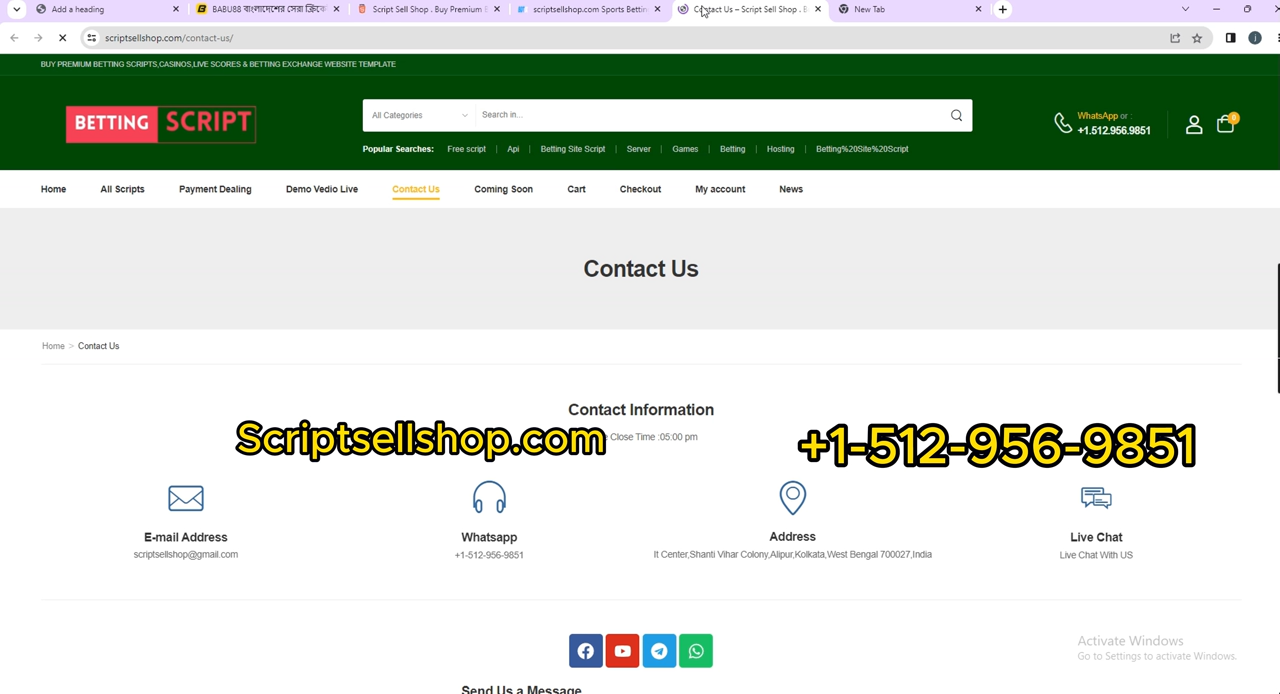 Add a heading
BABU88 বাংলাদেশের সেরা ক্রিকে
Script Sell Shop . Buy Premium
scriptsellshop.com Sports Bettin
Contact Us – Script Sell Shop . B
New Tab
scriptsellshop.com/contact-us/
BUY PREMIUM BETTING SCRIPTS,CASINOS,LIVE SCORES & BETTING EXCHANGE WEBSITE TEMPLATE
BETTING SCRIPT
All Categories
Search in...
WhatsApp or :
+1.512.956.9851
0
Popular Searches: Free script | Api | Betting Site Script | Server | Games | Betting | Hosting | Betting%20Site%20Script
Home All Scripts Payment Dealing Demo Vedio Live Contact Us Coming Soon Cart Checkout My account News
Contact Us
Home > Contact Us
Contact Information
Close Time :05:00 pm
Scriptsellshop.com
+1-512-956-9851
E-mail Address
scriptsellshop@gmail.com
Whatsapp
+1-512-956-9851
Address
It Center,Shanti Vihar Colony,Alipur,Kolkata,West Bengal 700027,India
Live Chat
Live Chat With US
Activate Windows
Go to Settings to activate Windows.
Send Us a Message